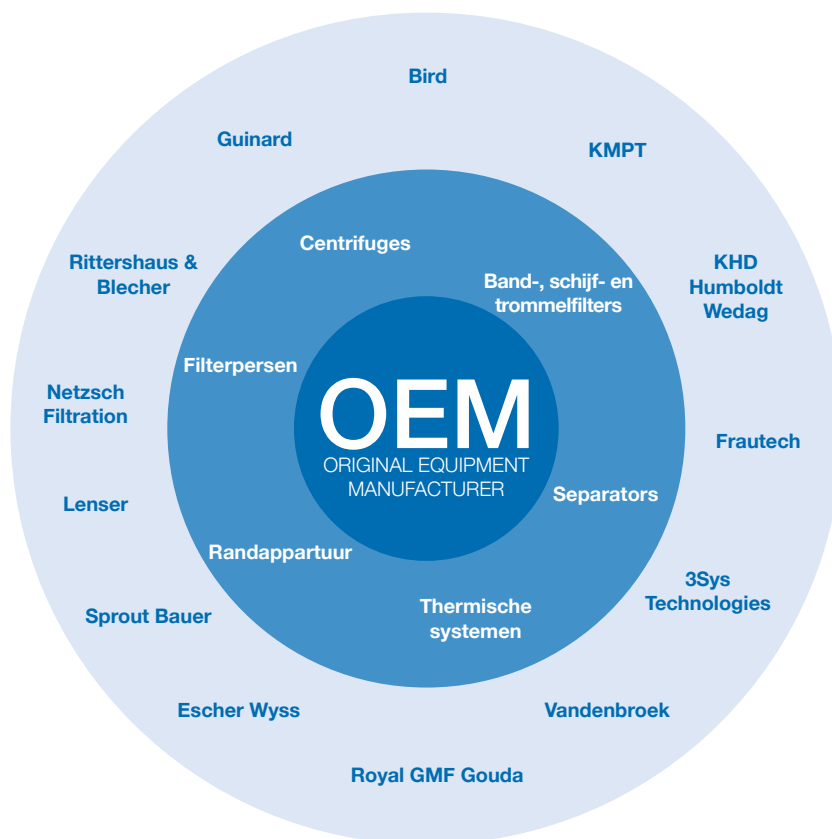 Bird
Guinard
KMPT
Centrifuges
Rittershaus &
Blecher
KHD
Humboldt
Wedag
Band-, schijf- en
trommelfilters
Filterpersen
Netzsch
Filtration
OEM
ORIGINAL EQUIPMENT
MANUFACTURER
Frautech
Lenser
Separators
Randappartuur
3Sys
Technologies
Sprout Bauer
Thermische
systemen
Escher Wyss
Vandenbroek
Royal GMF Gouda